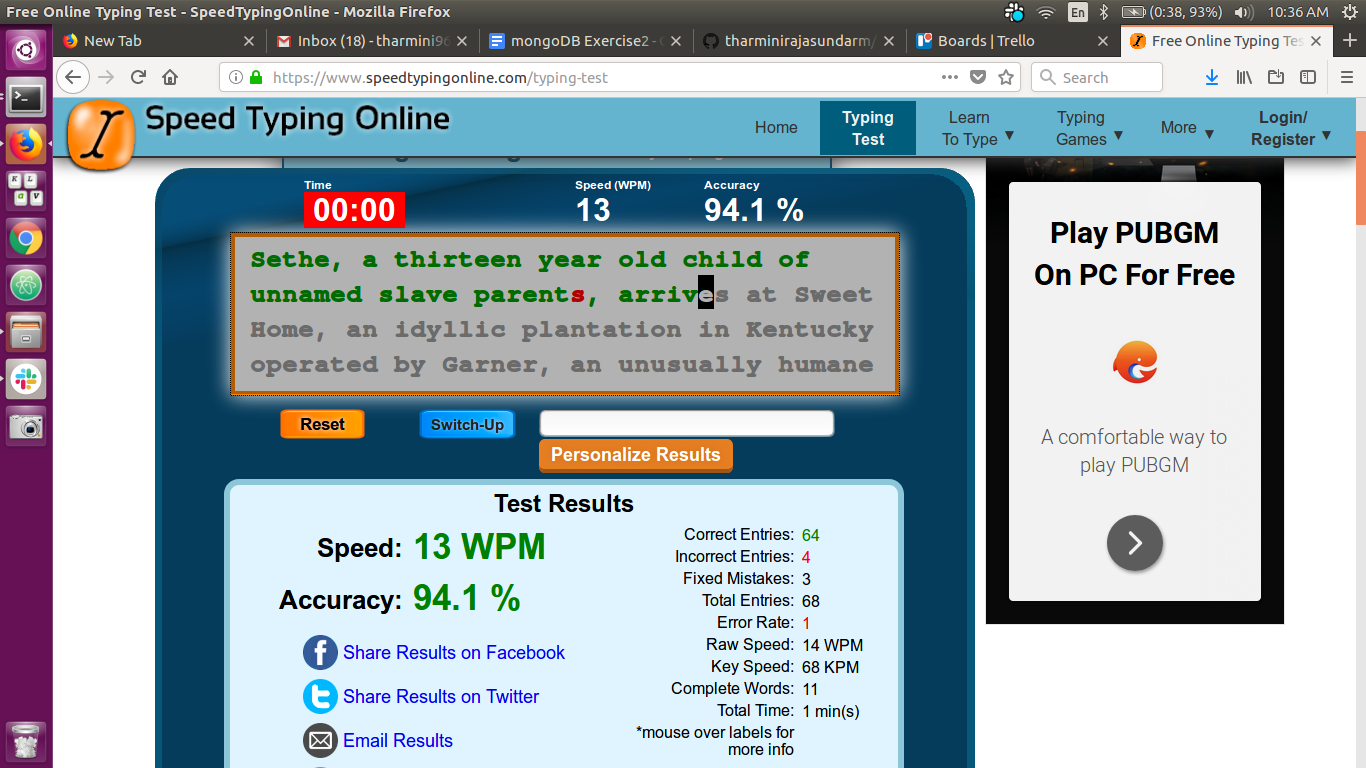 Free Online Typing Test - SpeedTypingOnline - Mozilla Firefox
En
(0:38, 93%)
10:36 AM
New Tab
Inbox (18) - tharmini96
mongoDB Exercise2 -
tharminirajasundarm/
Boards | Trello
Free Online Typing Tes
https://www.speedtypingonline.com/typing-test
Search
Speed Typing Online
Home
Typing Test
Learn To Type
Typing Games
More
Login/ Register
Time
Speed (WPM)
Accuracy
00:00
13
94.1 %
Sethe, a thirteen year old child of
unnamed slave parents, arrives at Sweet
Home, an idyllic plantation in Kentucky
operated by Garner, an unusually humane
Reset
Switch-Up
Personalize Results
Test Results
Speed: 13 WPM
Accuracy: 94.1 %
Share Results on Facebook
Share Results on Twitter
Email Results
Correct Entries: 64
Incorrect Entries: 4
Fixed Mistakes: 3
Total Entries: 68
Error Rate: 1
Raw Speed: 14 WPM
Key Speed: 68 KPM
Complete Words: 11
Total Time: 1 min(s)
*mouse over labels for
more info
Play PUBGM
On PC For Free
A comfortable way to
play PUBGM